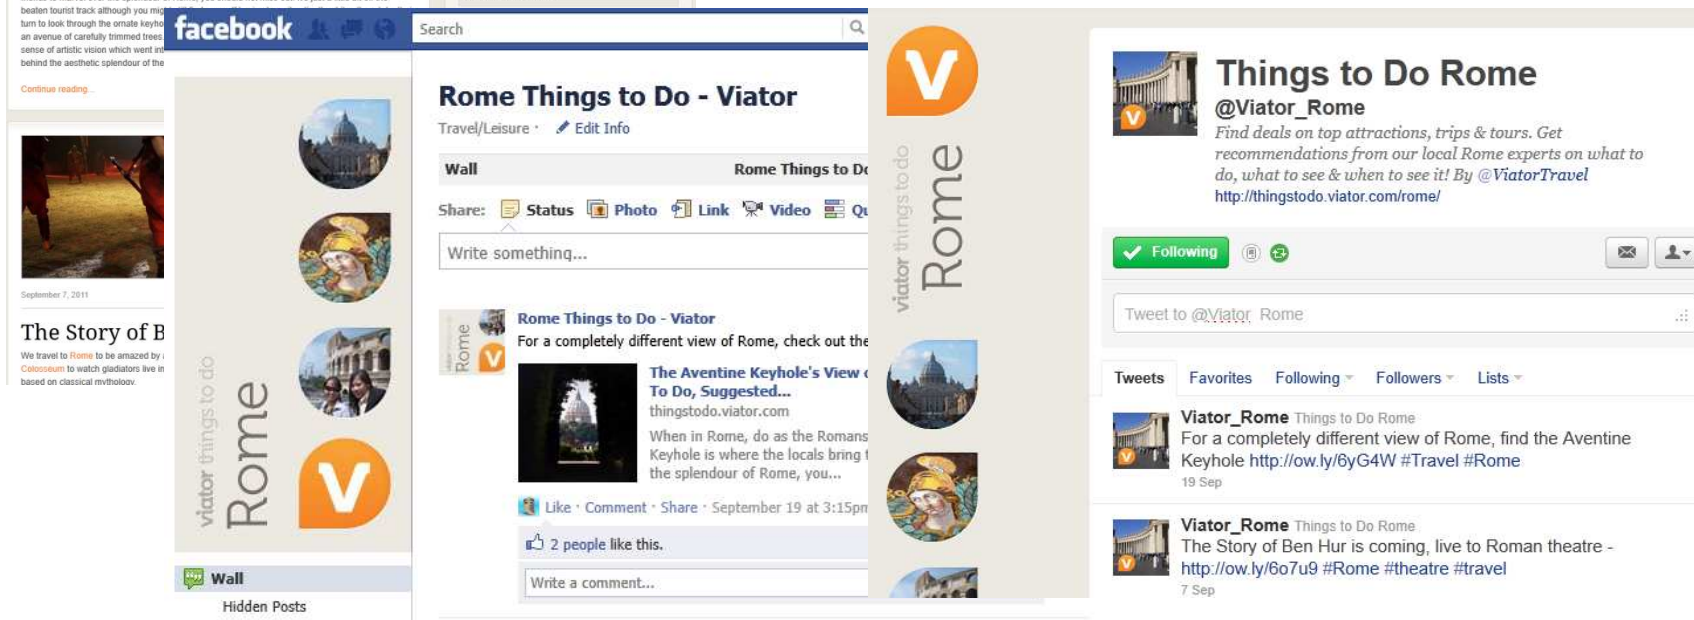 beaten tourist track although you mig
turn to look through the ornate keyho
an avenue of carefully trimmed trees
sense of artistic vision which went in
behind the aesthetic splendour of the
Continue reading...
September 7, 2011
The Story of B
We travel to Rome to be amazed by
Colosseum to watch gladiators live in
based on classical mythology.
facebook
Search
viator things to do
Rome
V
Wall
Hidden Posts
Rome Things to Do - Viator
Travel/Leisure · Edit Info
Wall Rome Things to Do
Share: Status Photo Link Video Qu
Write something...
Rome
V
Rome Things to Do - Viator
For a completely different view of Rome, check out the
The Aventine Keyhole's View o
To Do, Suggested...
thingstodo.viator.com
When in Rome, do as the Romans
Keyhole is where the locals bring t
the splendour of Rome, you...
Like · Comment · Share · September 19 at 3:15pm
2 people like this.
Write a comment...
V
viator things to do
Rome
V
Things to Do Rome
@Viator_Rome
Find deals on top attractions, trips & tours. Get
recommendations from our local Rome experts on what to
do, what to see & when to see it! By @ViatorTravel
http://thingstodo.viator.com/rome/
Following
Tweet to @Viator_Rome
Tweets Favorites Following Followers Lists
V
Viator_Rome Things to Do Rome
For a completely different view of Rome, find the Aventine
Keyhole http://ow.ly/6yG4W #Travel #Rome
19 Sep
V
Viator_Rome Things to Do Rome
The Story of Ben Hur is coming, live to Roman theatre -
http://ow.ly/6o7u9 #Rome #theatre #travel
7 Sep